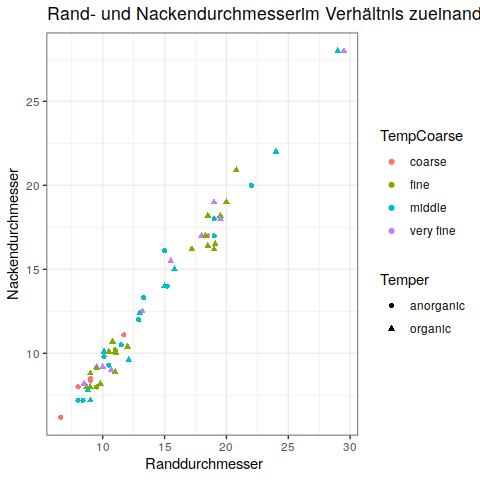 Rand- und Nackendurchmesserim Verhältnis zueinand
TempCoarse
coarse
fine
middle
very fine
Temper
anorganic
organic
Nackendurchmesser
25
20
15
10
10 15 20 25 30
Randdurchmesser